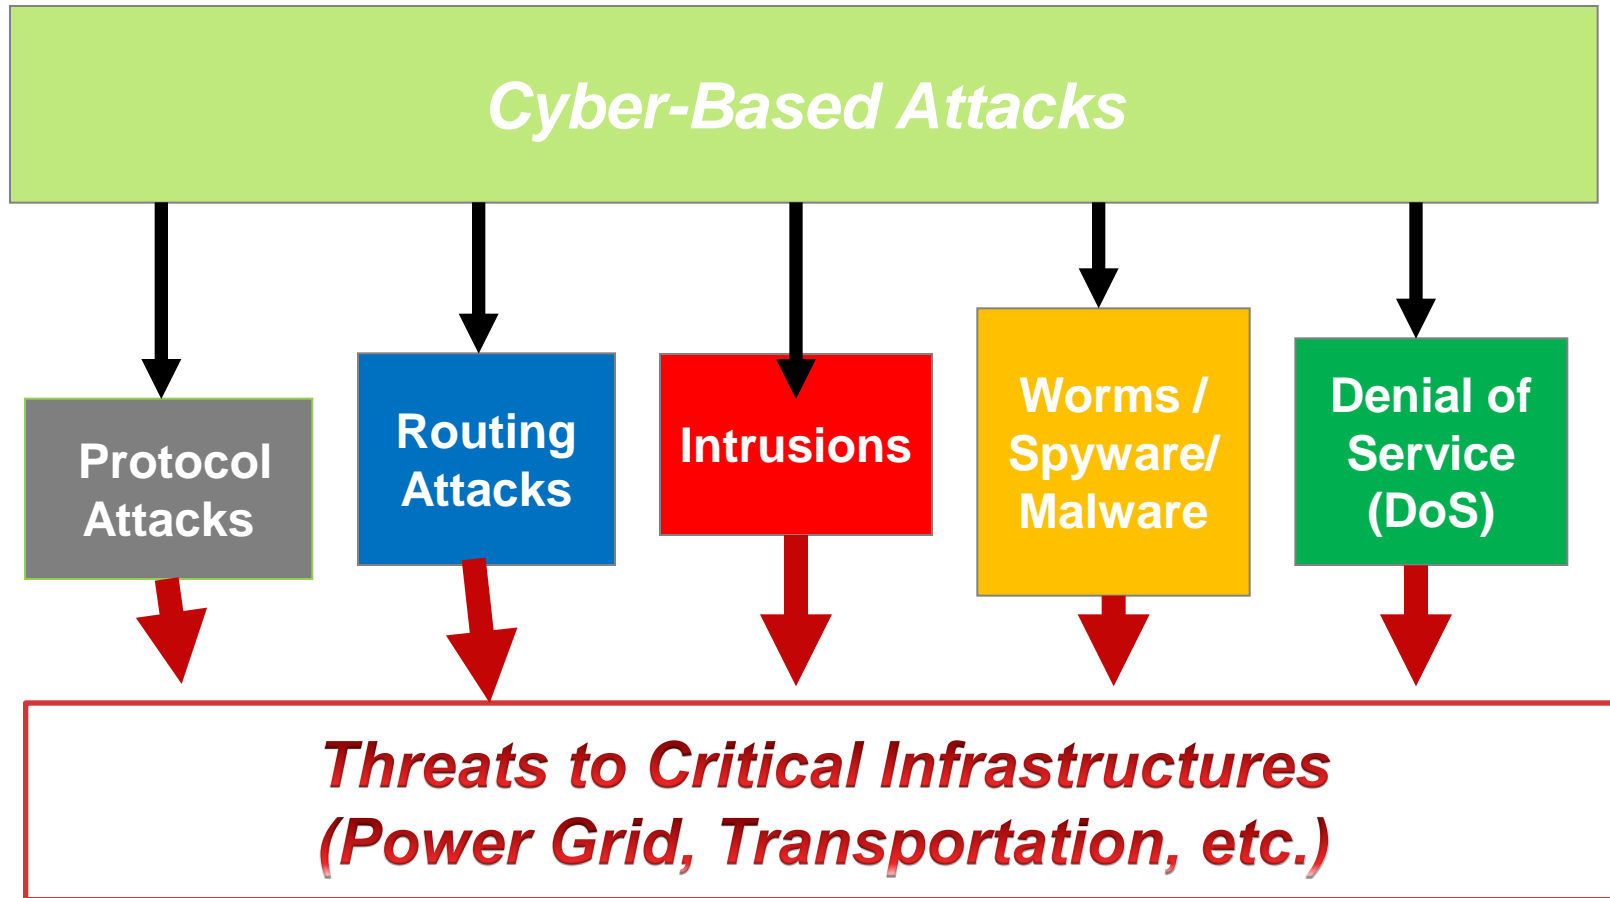 Cyber-Based Attacks
Protocol
Attacks
Routing
Attacks
Intrusions
Worms /
Spyware/
Malware
Denial of
Service
(DoS)
Threats to Critical Infrastructures
(Power Grid, Transportation, etc.)